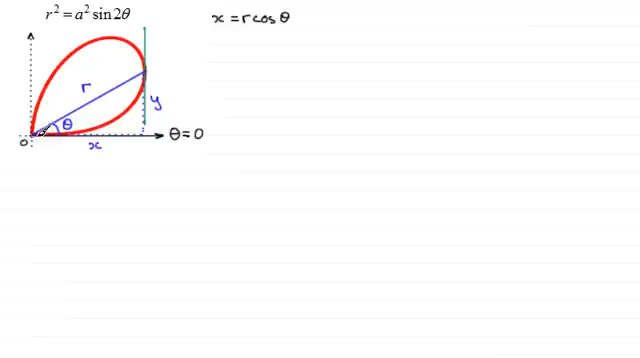 r² = a² sin 2θ
x = r cos θ
r
y
θ
O
x
θ = 0